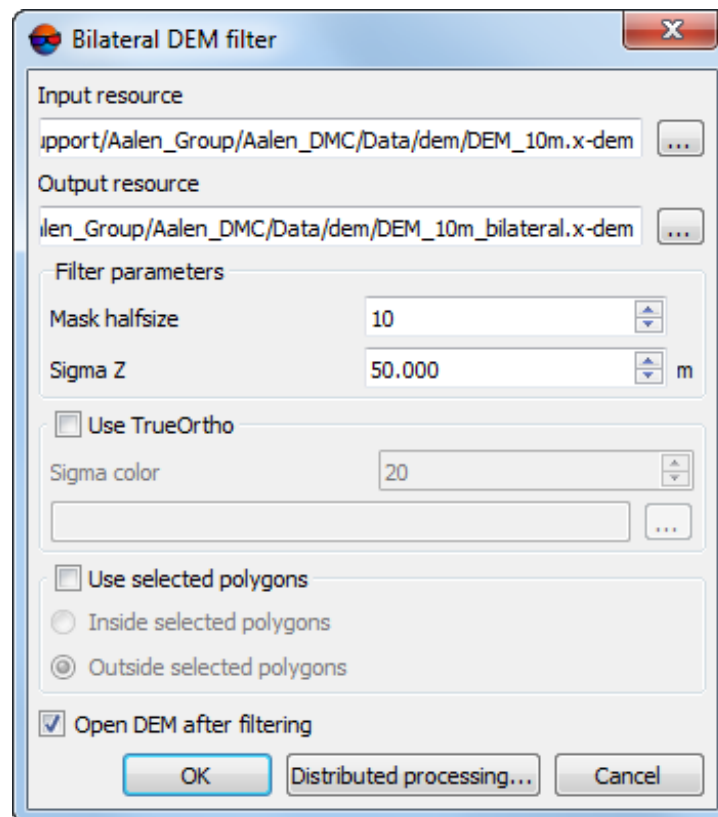 Bilateral DEM filter
Input resource
upport/Aalen_Group/Aalen_DMC/Data/dem/DEM_10m.x-dem ...
Output resource
alen_Group/Aalen_DMC/Data/dem/DEM_10m_bilateral.x-dem ...
Filter parameters
Mask halfsize 10
Sigma Z 50.000 m
Use TrueOrtho
Sigma color 20
...
Use selected polygons
Inside selected polygons
Outside selected polygons
Open DEM after filtering
OK Distributed processing... Cancel